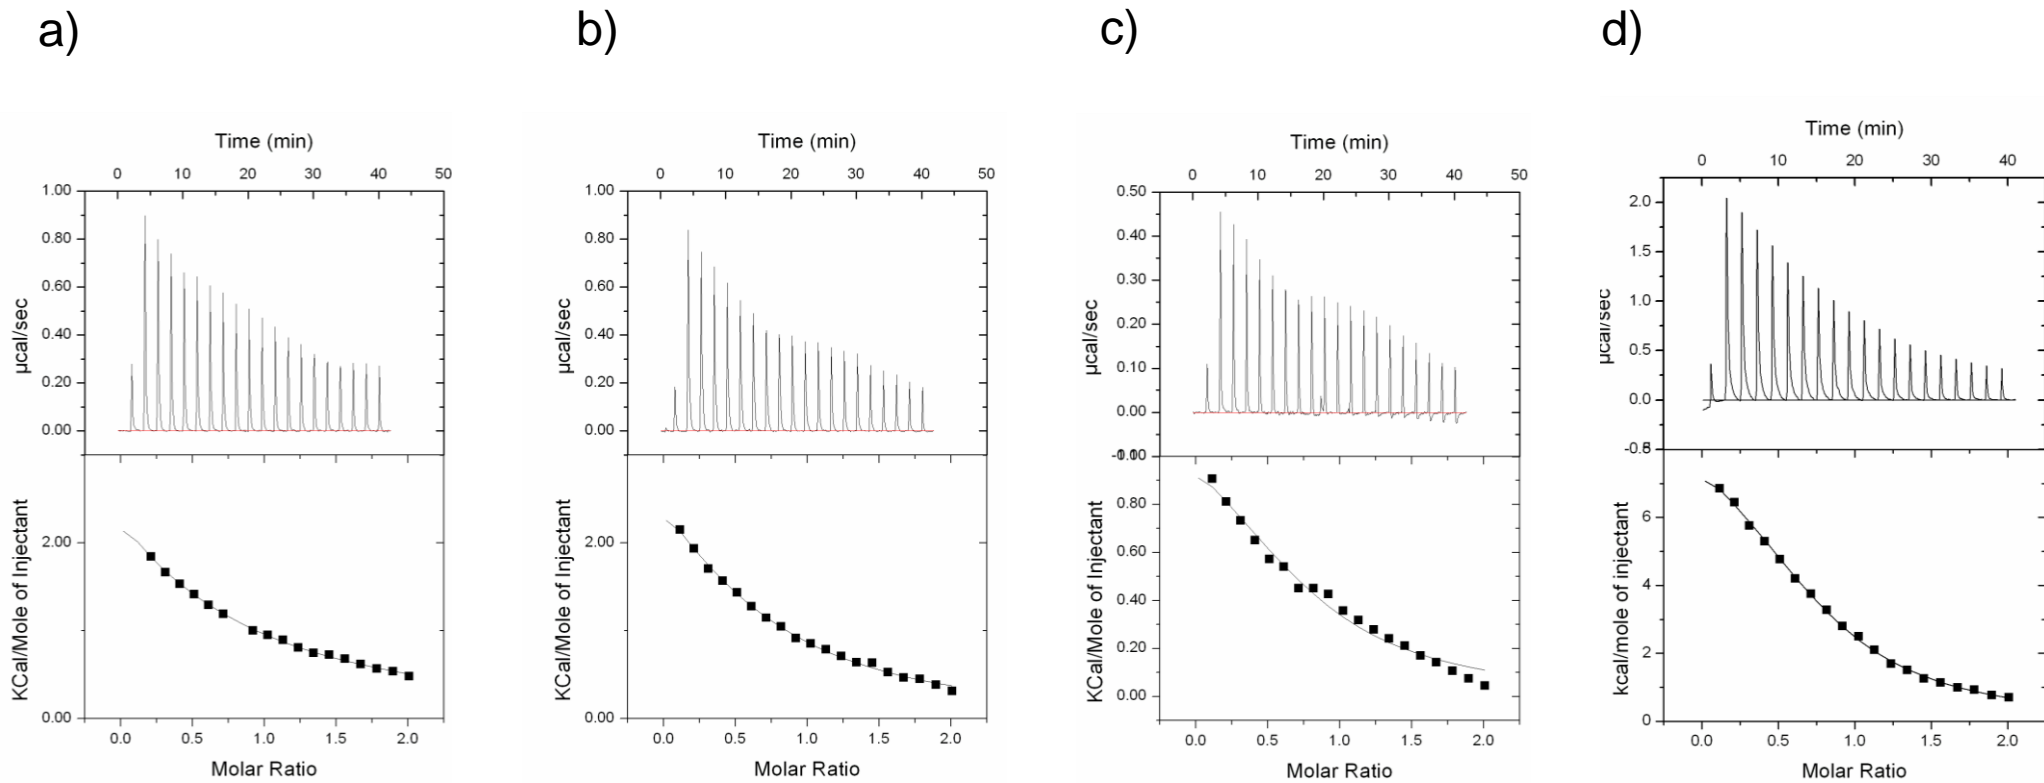 a)
Time (min)
0 10 20 30 40 50
1.00
0.80
0.60
0.40
0.20
0.00
µcal/sec
2.00
0.00
KCal/Mole of Injectant
0.0 0.5 1.0 1.5 2.0
Molar Ratio
b)
Time (min)
0 10 20 30 40 50
1.00
0.80
0.60
0.40
0.20
0.00
µcal/sec
2.00
0.00
KCal/Mole of Injectant
0.0 0.5 1.0 1.5 2.0
Molar Ratio
c)
Time (min)
0 10 20 30 40 50
0.50
0.40
0.30
0.20
0.10
0.00
µcal/sec
0.80
0.60
0.40
0.20
0.00
KCal/Mole of Injectant
0.0 0.5 1.0 1.5 2.0
Molar Ratio
d)
Time (min)
0 10 20 30 40
2.0
1.5
1.0
0.5
0.0
µcal/sec
6
4
2
0
kcal/mole of injectant
0.0 0.5 1.0 1.5 2.0
Molar Ratio